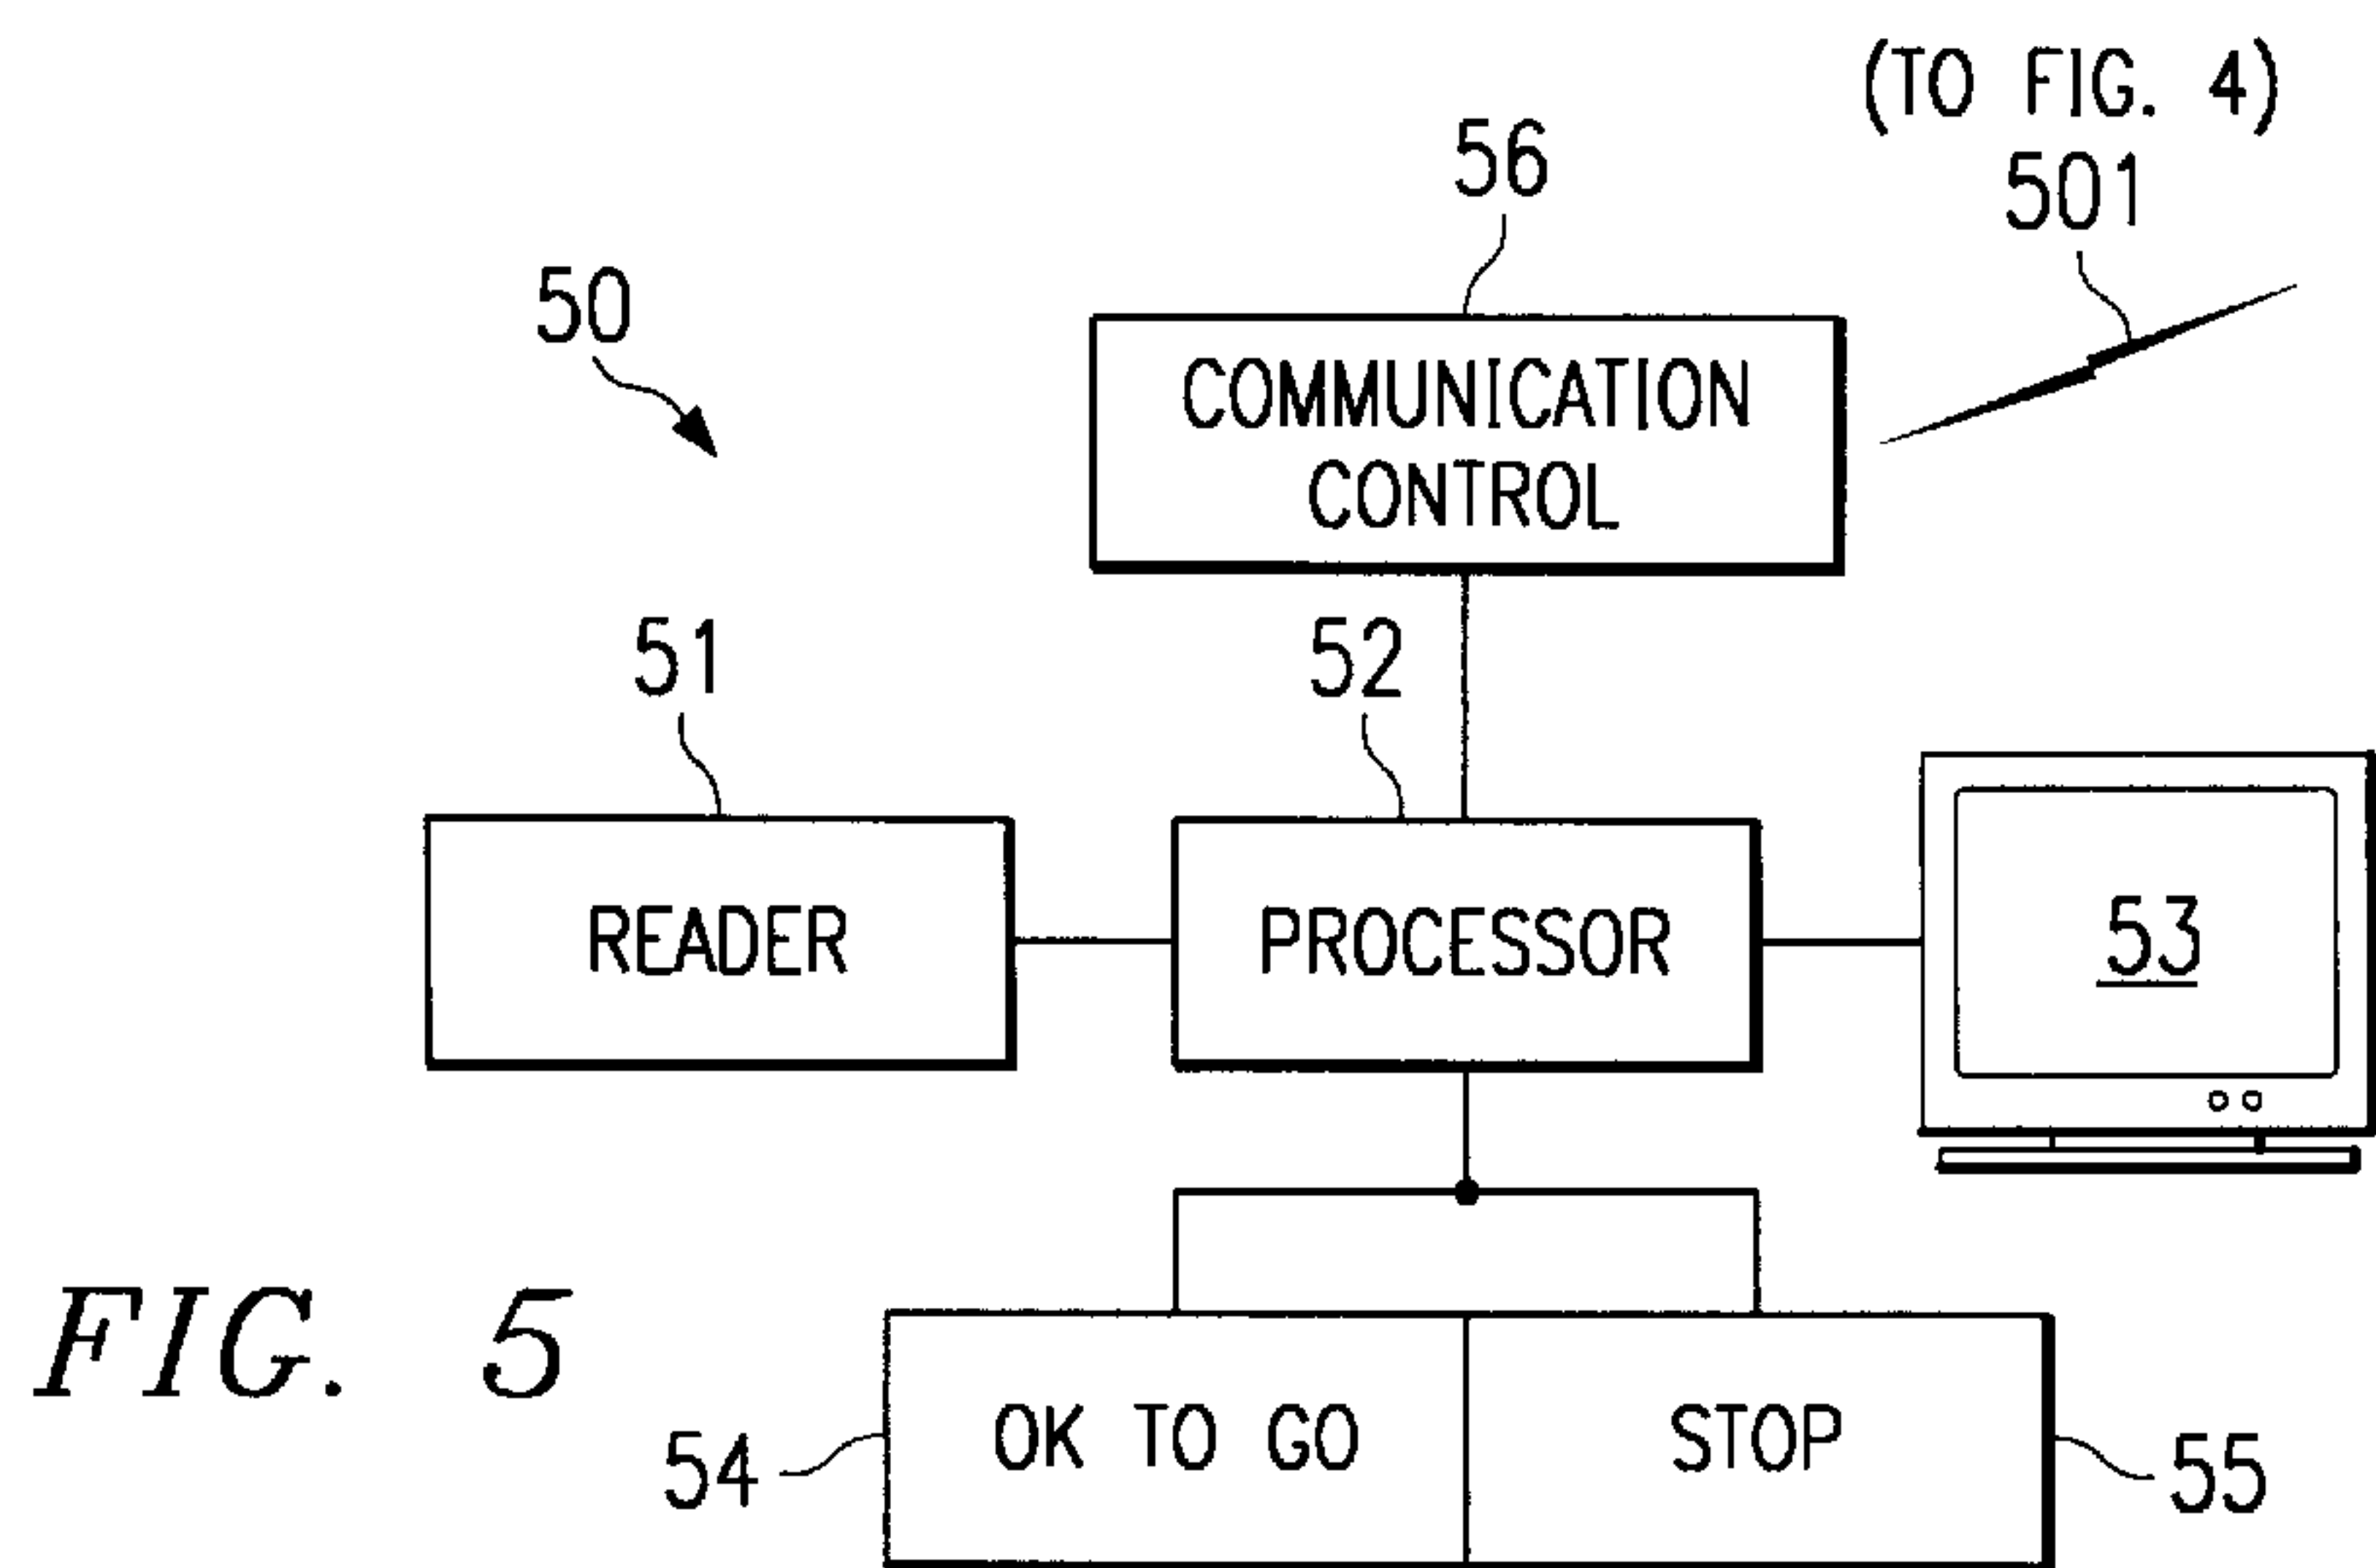 (TO FIG. 4)
501
56
50
COMMUNICATION
CONTROL
51
52
READER
PROCESSOR
53
FIG. 5
54
OK TO GO
STOP
55